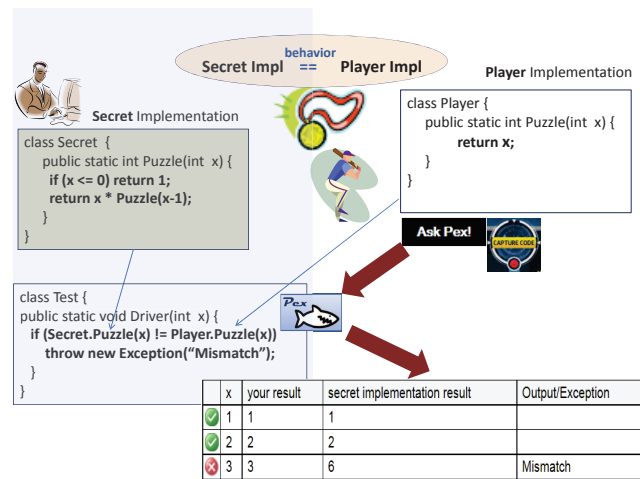 behavior
Secret Impl == Player Impl
Player Implementation
Secret Implementation
class Player {
public static int Puzzle(int x) {
return x;
}
}
class Secret {
public static int Puzzle(int x) {
if (x <= 0) return 1;
return x * Puzzle(x-1);
}
}
Ask Pex!
CAPTURE CODE
class Test {
public static void Driver(int x) {
if (Secret.Puzzle(x) != Player.Puzzle(x))
throw new Exception(“Mismatch”);
}
}
Pex
x your result secret implementation result Output/Exception
1 1 1
2 2 2
3 3 6 Mismatch